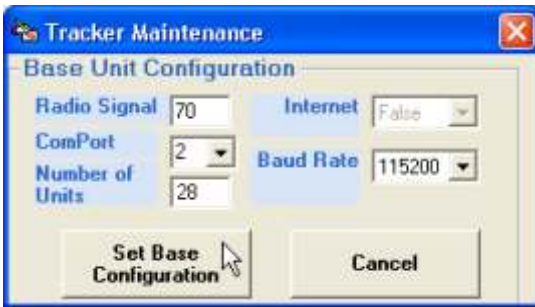 Tracker Maintenance
Base Unit Configuration
Radio Signal 70 Internet False
ComPort 2 Baud Rate 115200
Number of
Units 28
Set Base
Configuration
Cancel